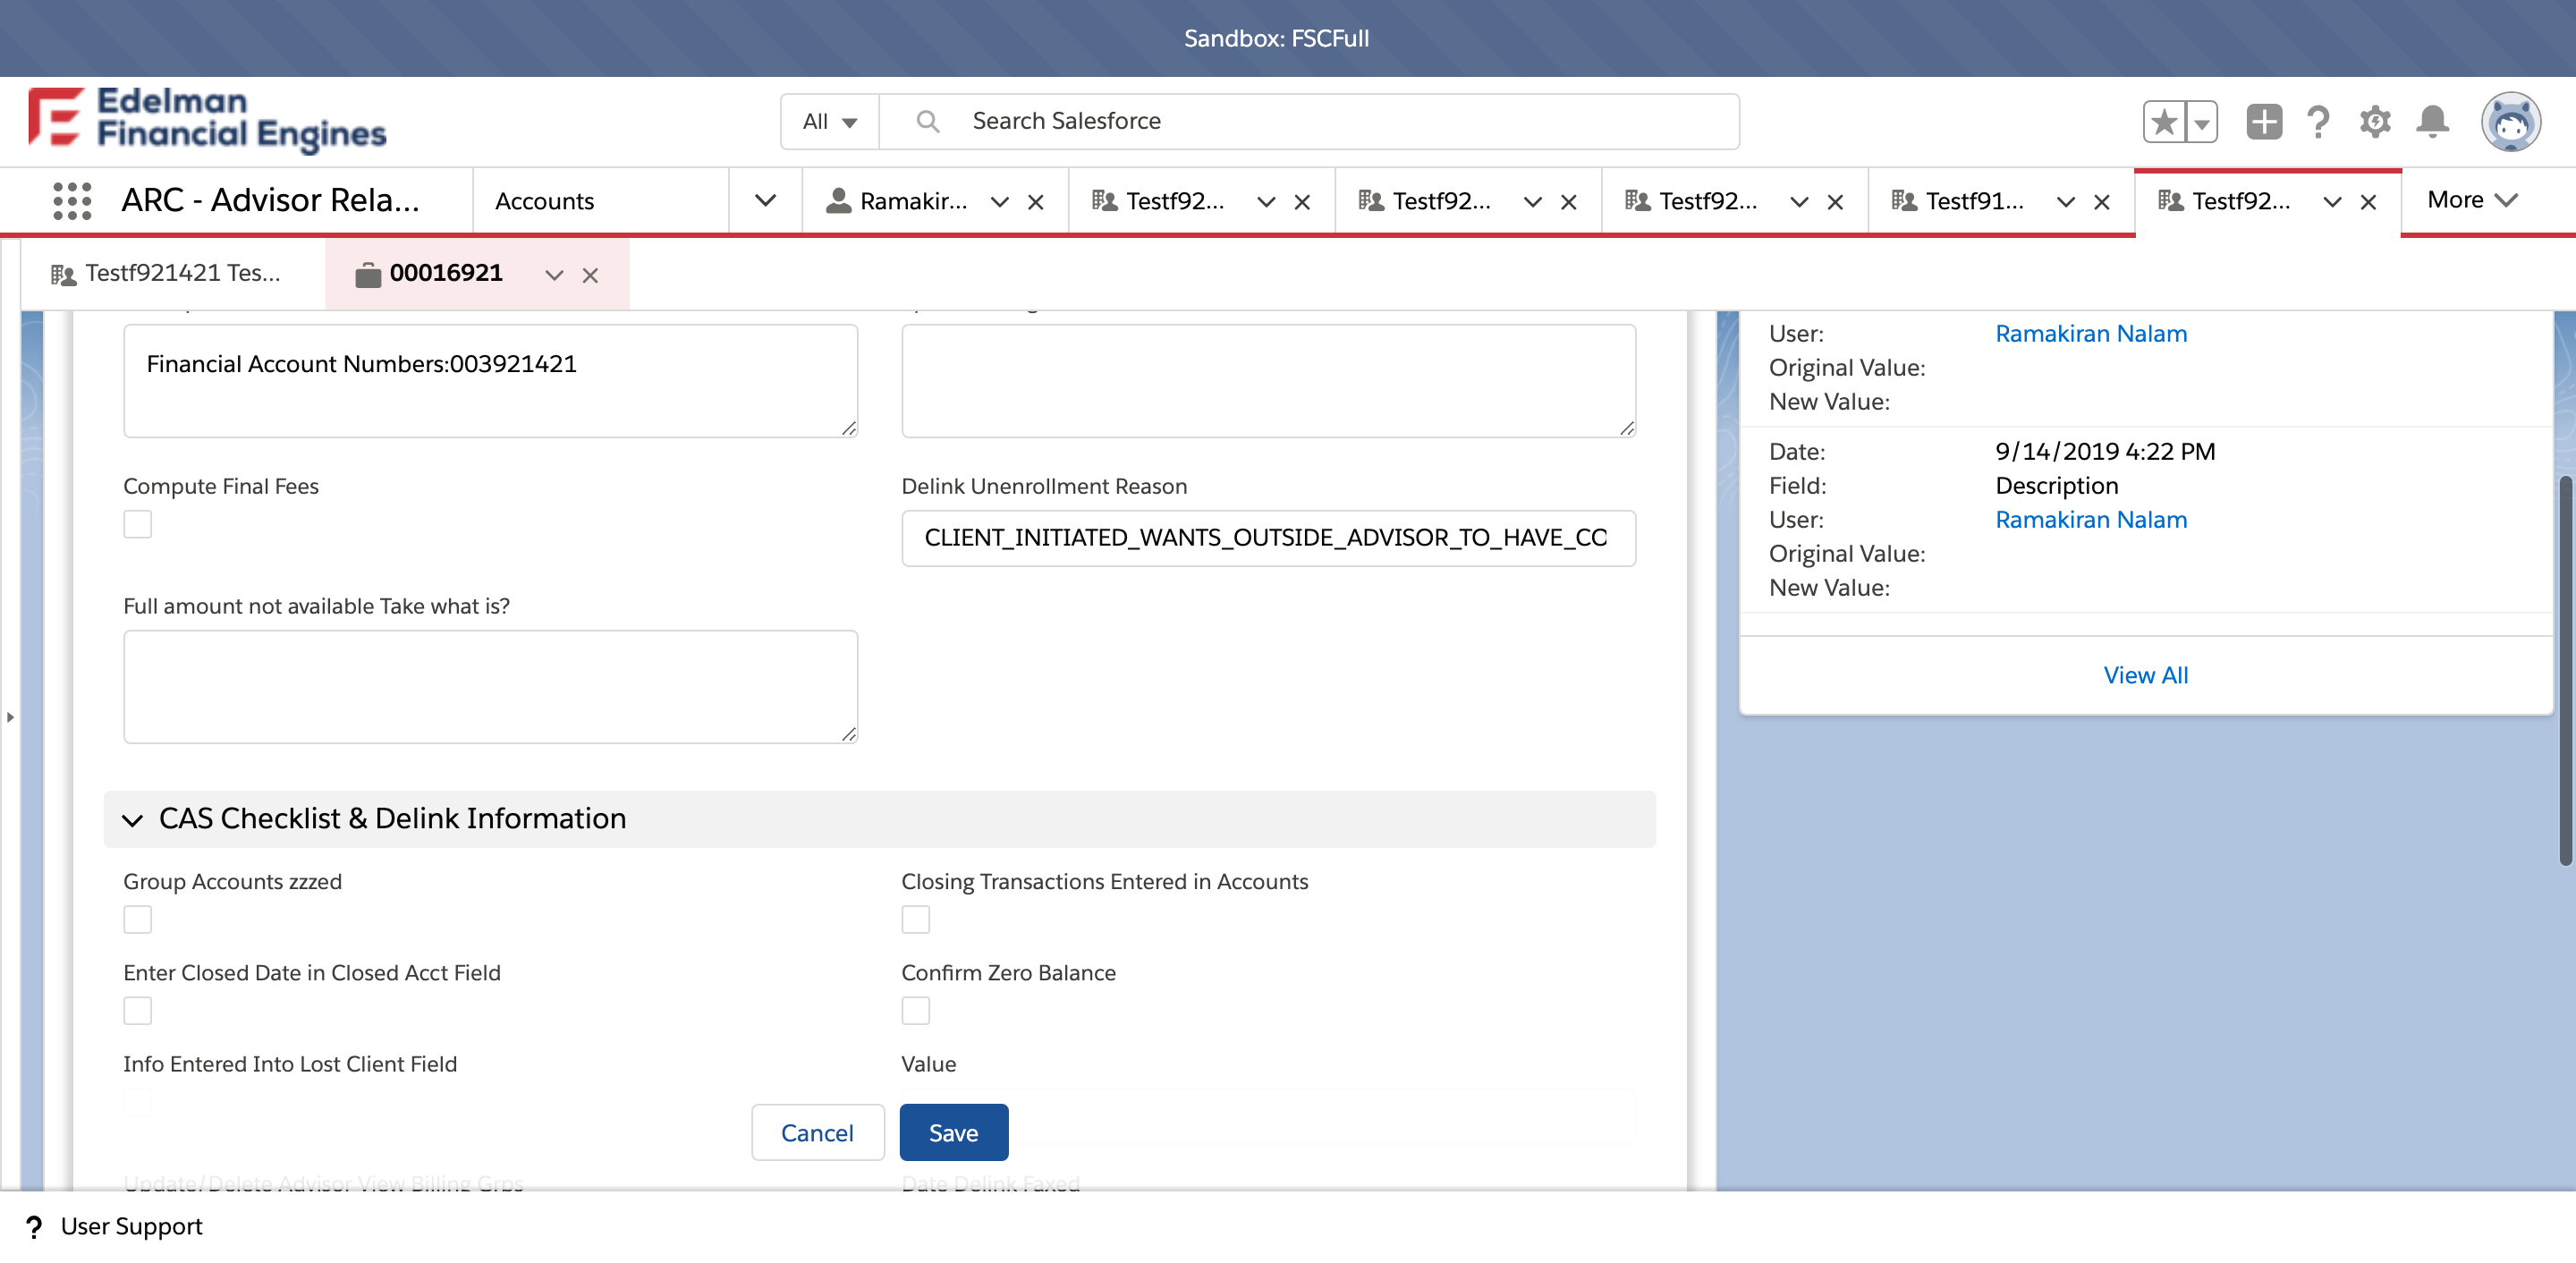 Sandbox: FSCFull
Edelman
Financial Engines
All
Search Salesforce
ARC - Advisor Rela...
Accounts
Ramakir...
Testf92...
Testf92...
Testf92...
Testf91...
Testf92...
More
Testf921421 Tes...
00016921
Financial Account Numbers:003921421
Compute Final Fees
Delink Unenrollment Reason
CLIENT_INITIATED_WANTS_OUTSIDE_ADVISOR_TO_HAVE_CO
Full amount not available Take what is?
CAS Checklist & Delink Information
Group Accounts zzzed
Closing Transactions Entered in Accounts
Enter Closed Date in Closed Acct Field
Confirm Zero Balance
Info Entered Into Lost Client Field
Value
Cancel
Save
Update/Delete Advisor View Billing Grps
Date Delink Faxed
User: Ramakiran Nalam
Original Value:
New Value:
Date: 9/14/2019 4:22 PM
Field: Description
User: Ramakiran Nalam
Original Value:
New Value:
View All
? User Support